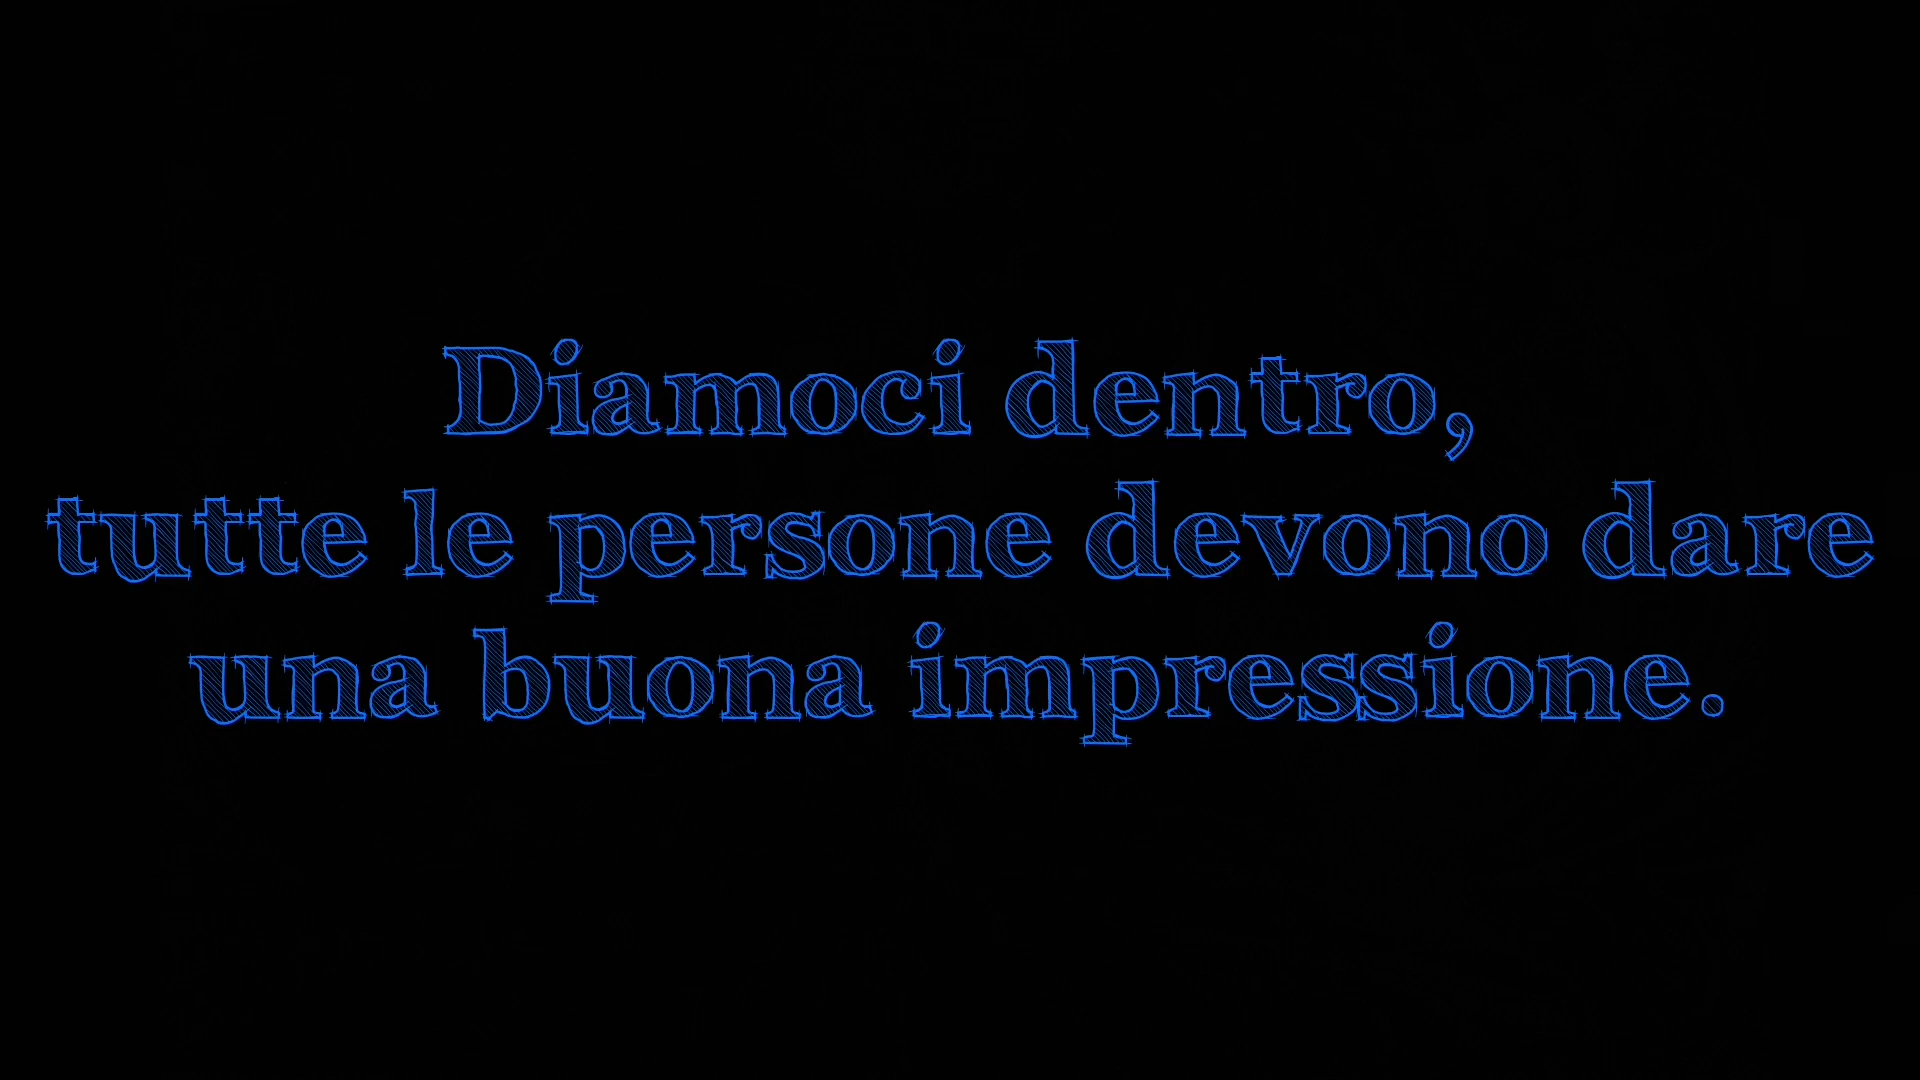 Diamoci dentro,
tutte le persone devono dare
una buona impressione.